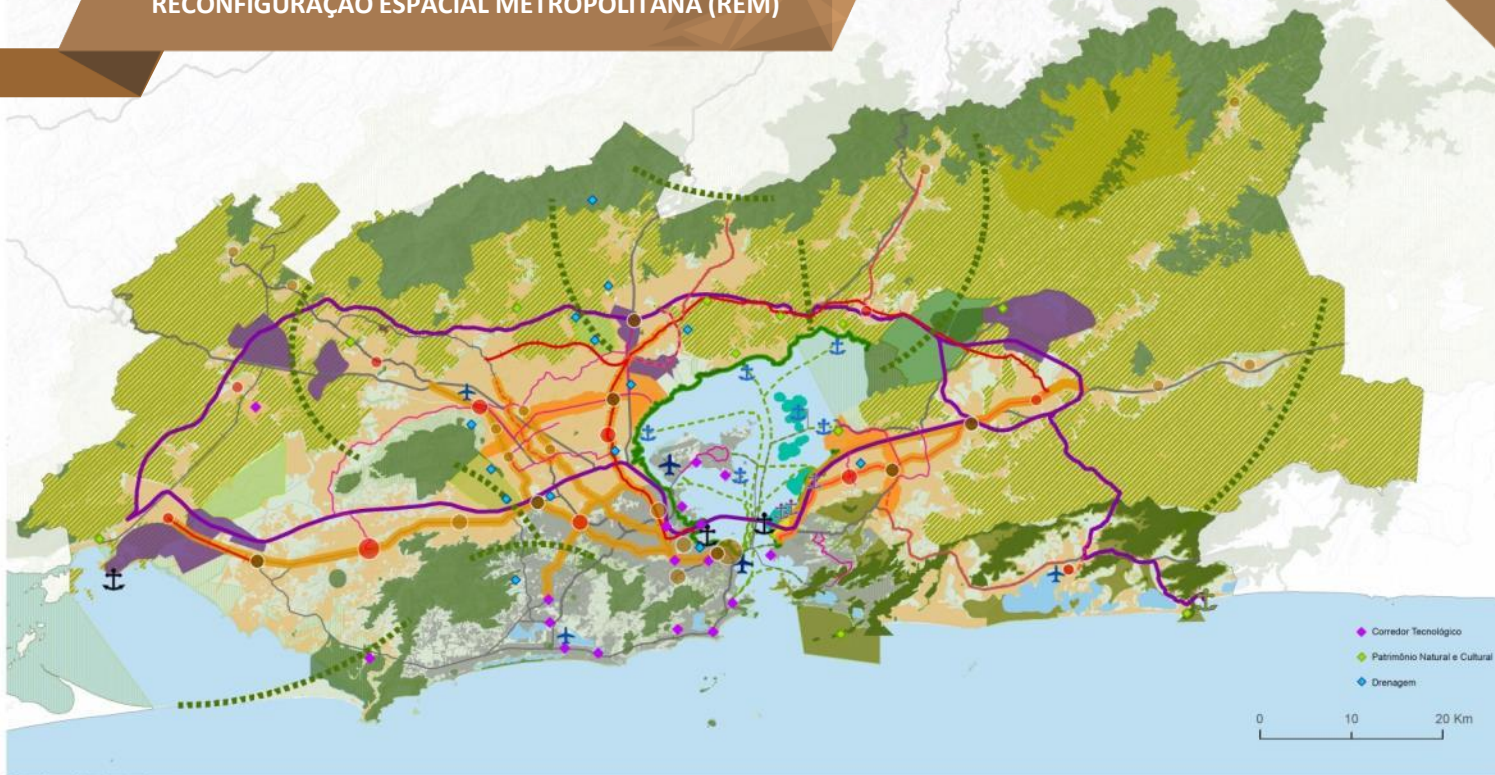 RECONFIGURAÇÃO ESPACIAL METROPOLITANA (REM)
Corredor Tecnológico
Patrimônio Natural e Cultural
Drenagem
0 10 20 Km